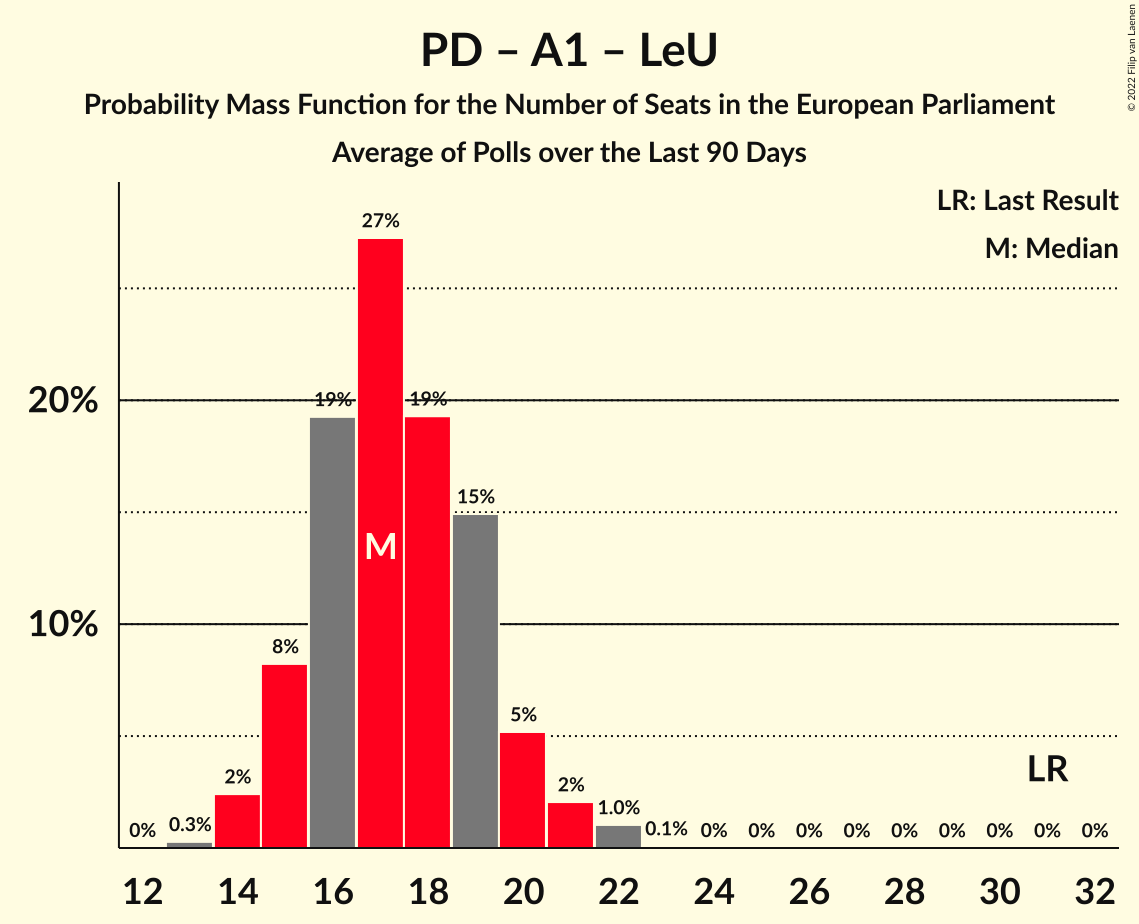 PD – A1 – LeU
Probability Mass Function for the Number of Seats in the European Parliament
Average of Polls over the Last 90 Days
© 2022 Filip van Laenen
LR: Last Result
M: Median
27%
20%
19%
19%
15%
M
10%
8%
5%
LR
2%
2%
1.0%
0% 0.3% 0.1% 0% 0% 0% 0% 0% 0% 0% 0% 0%
12 14 16 18 20 22 24 26 28 30 32